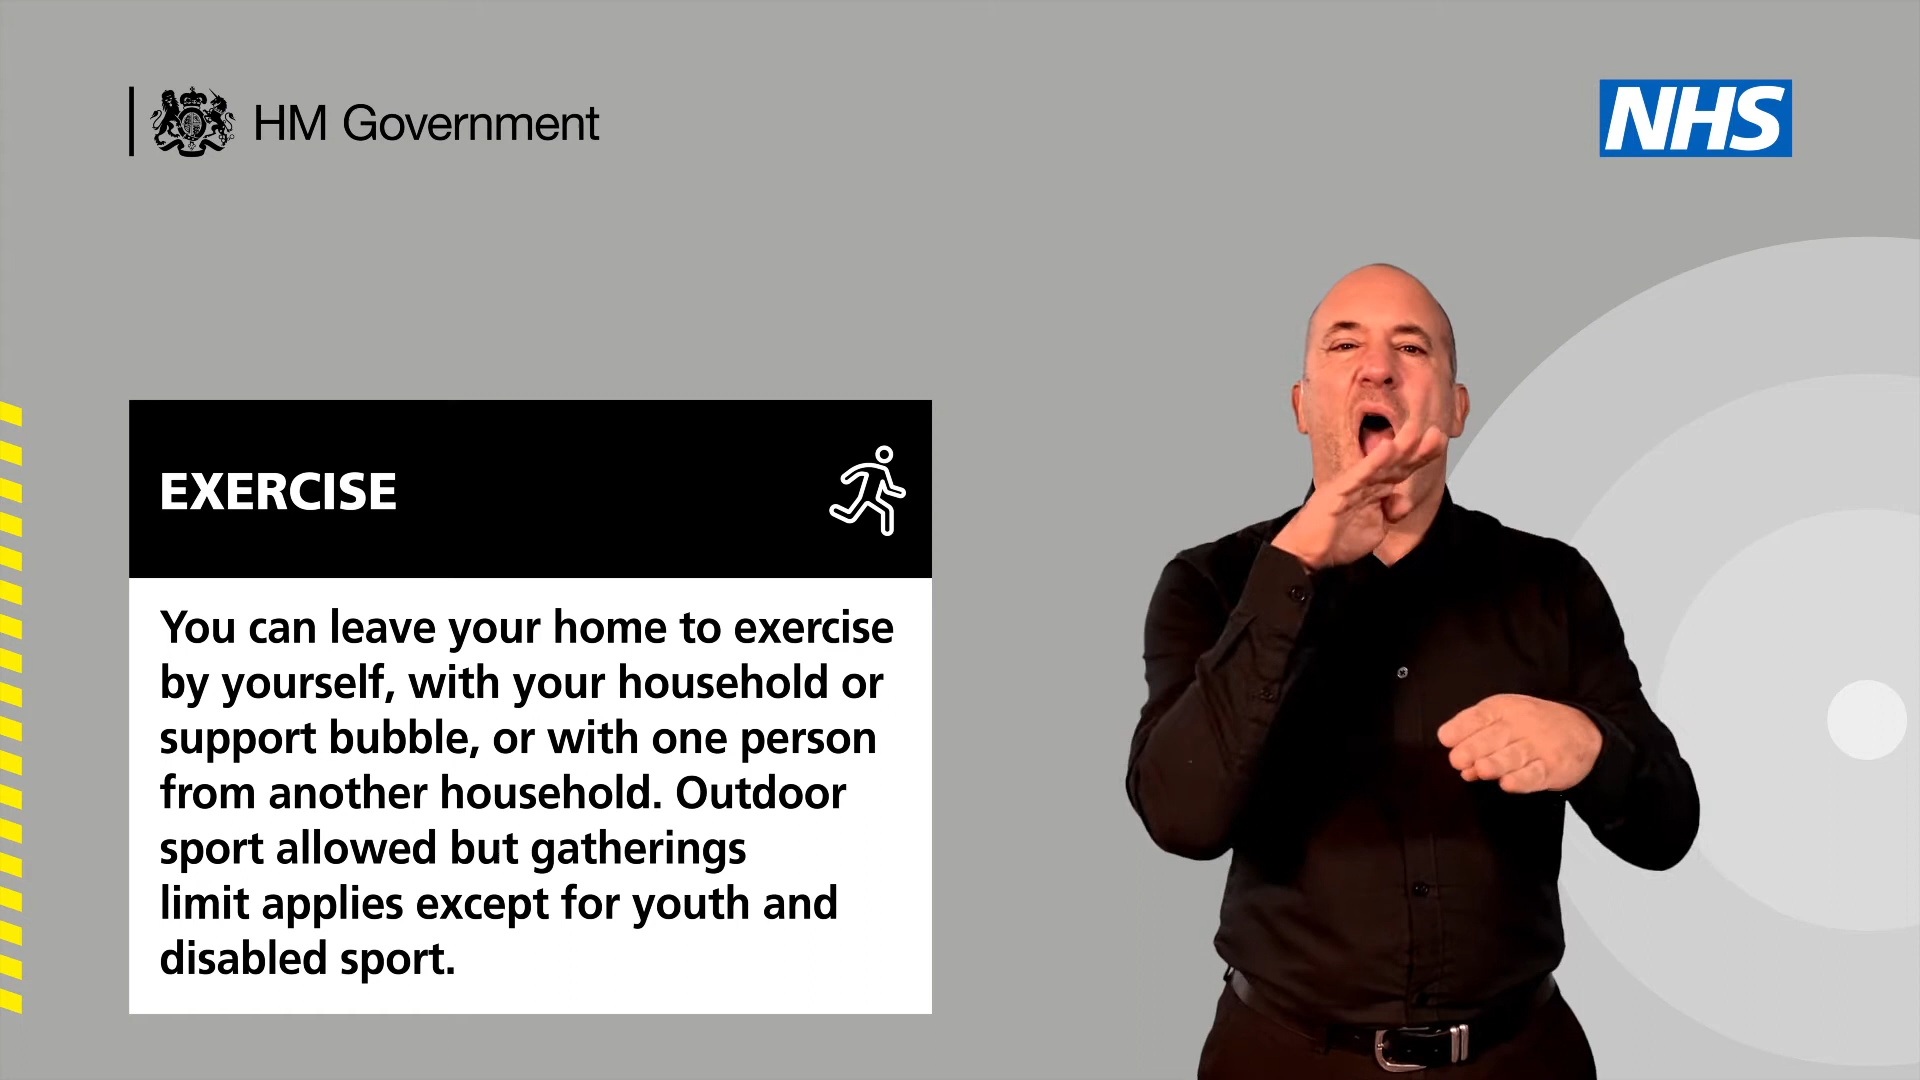 HM Government
NHS
EXERCISE
You can leave your home to exercise
by yourself, with your household or
support bubble, or with one person
from another household. Outdoor
sport allowed but gatherings
limit applies except for youth and
disabled sport.